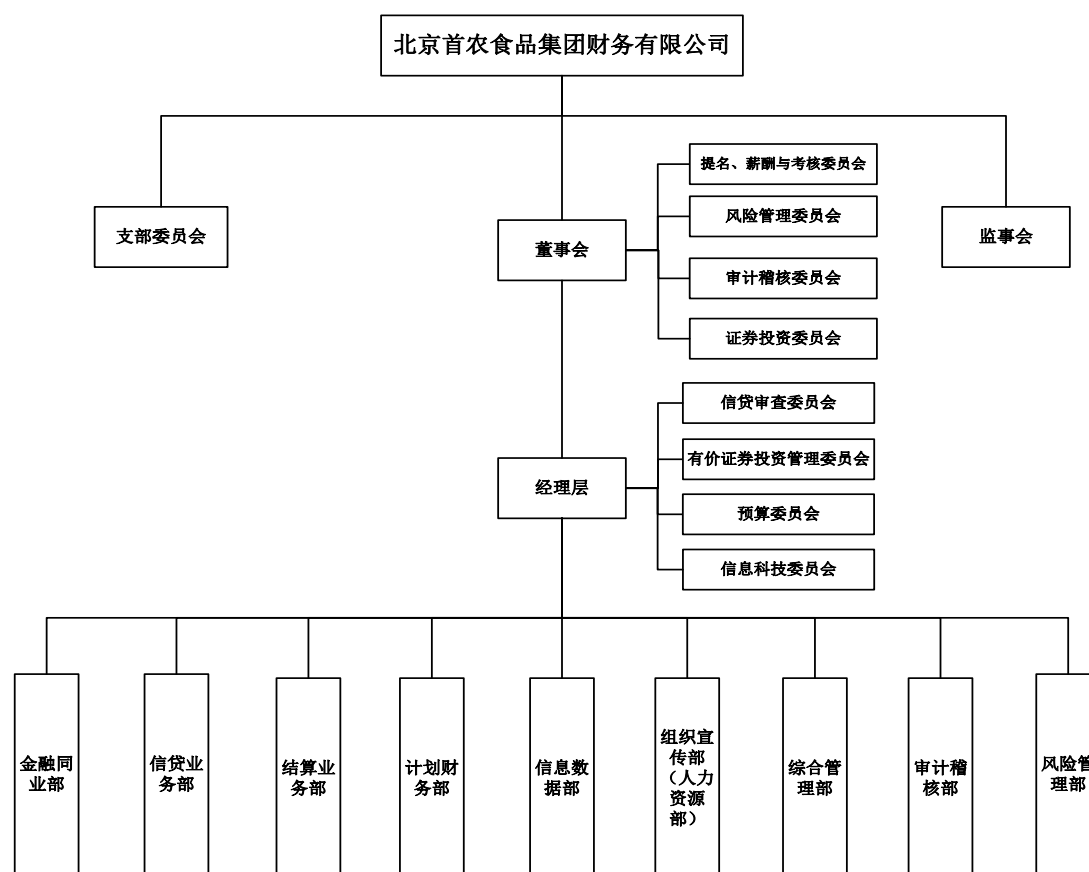 北京首农食品集团财务有限公司
提名、薪酬与考核委员会
支部委员会
董事会
风险管理委员会
监事会
审计稽核委员会
证券投资委员会
信贷审查委员会
经理层
有价证券投资管理委员会
预算委员会
信息科技委员会
金融同
业部
信贷业
务部
结算业
务部
计划财
务部
信息数
据部
组织宣
传部
（人力
资源
部）
综合管
理部
审计稽
核部
风险管
理部